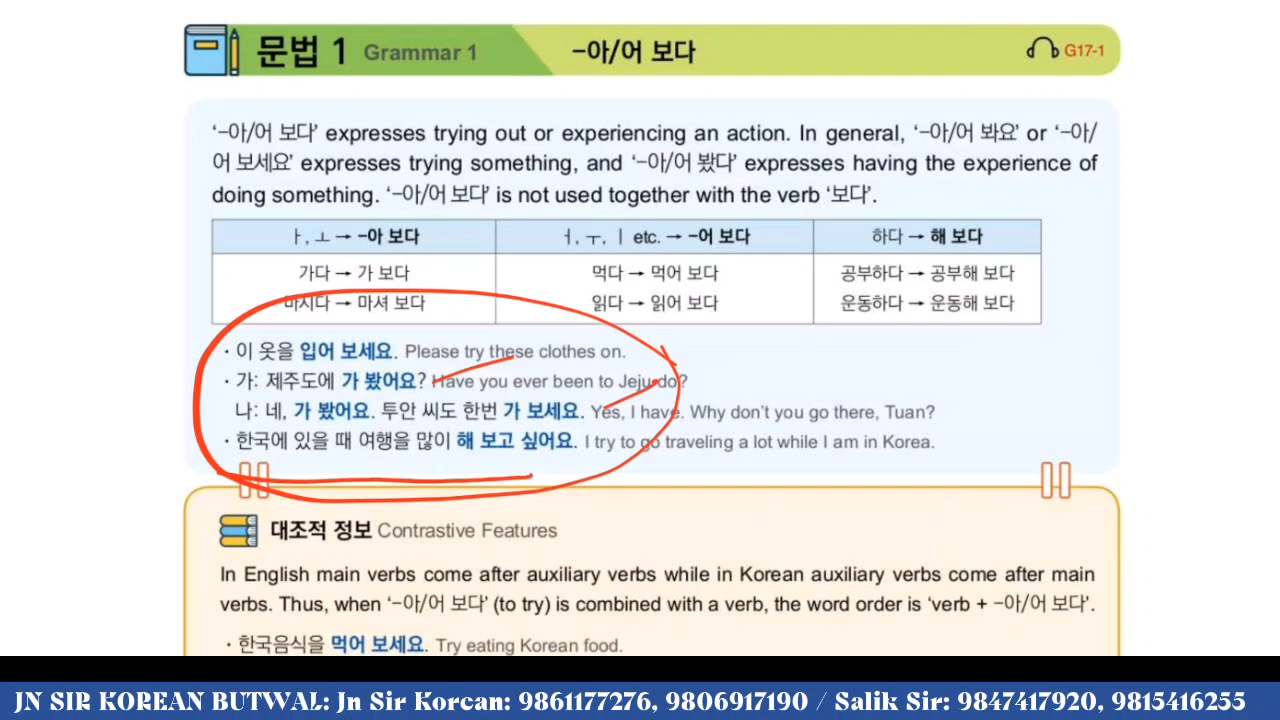 문법 1 Grammar 1 -아/어 보다 G17-1
‘-아/어 보다’ expresses trying out or experiencing an action. In general, ‘-아/어 봐요’ or ‘-아/
어 보세요’ expresses trying something, and ‘-아/어 봤다’ expresses having the experience of
doing something. ‘-아/어 보다’ is not used together with the verb ‘보다’.
ㅏ, ㅗ → -아 보다 ㅓ, ㅜ, ㅣ etc. → -어 보다 하다 → 해 보다
가다 → 가 보다 먹다 → 먹어 보다 공부하다 → 공부해 보다
마시다 → 마셔 보다 읽다 → 읽어 보다 운동하다 → 운동해 보다
· 이 옷을 입어 보세요. Please try these clothes on.
· 가: 제주도에 가 봤어요? Have you ever been to Jeju-do?
나: 네, 가 봤어요. 투안 씨도 한번 가 보세요. Yes, I have. Why don’t you go there, Tuan?
· 한국에 있을 때 여행을 많이 해 보고 싶어요. I try to go traveling a lot while I am in Korea.
대조적 정보 Contrastive Features
In English main verbs come after auxiliary verbs while in Korean auxiliary verbs come after main
verbs. Thus, when ‘-아/어 보다’ (to try) is combined with a verb, the word order is ‘verb + -아/어 보다’.
· 한국음식을 먹어 보세요. Try eating Korean food.
JN SIR KOREAN BUTWAL: Jn Sir Korean: 9861177276, 9806917190 / Salik Sir: 9847417920, 9815416255